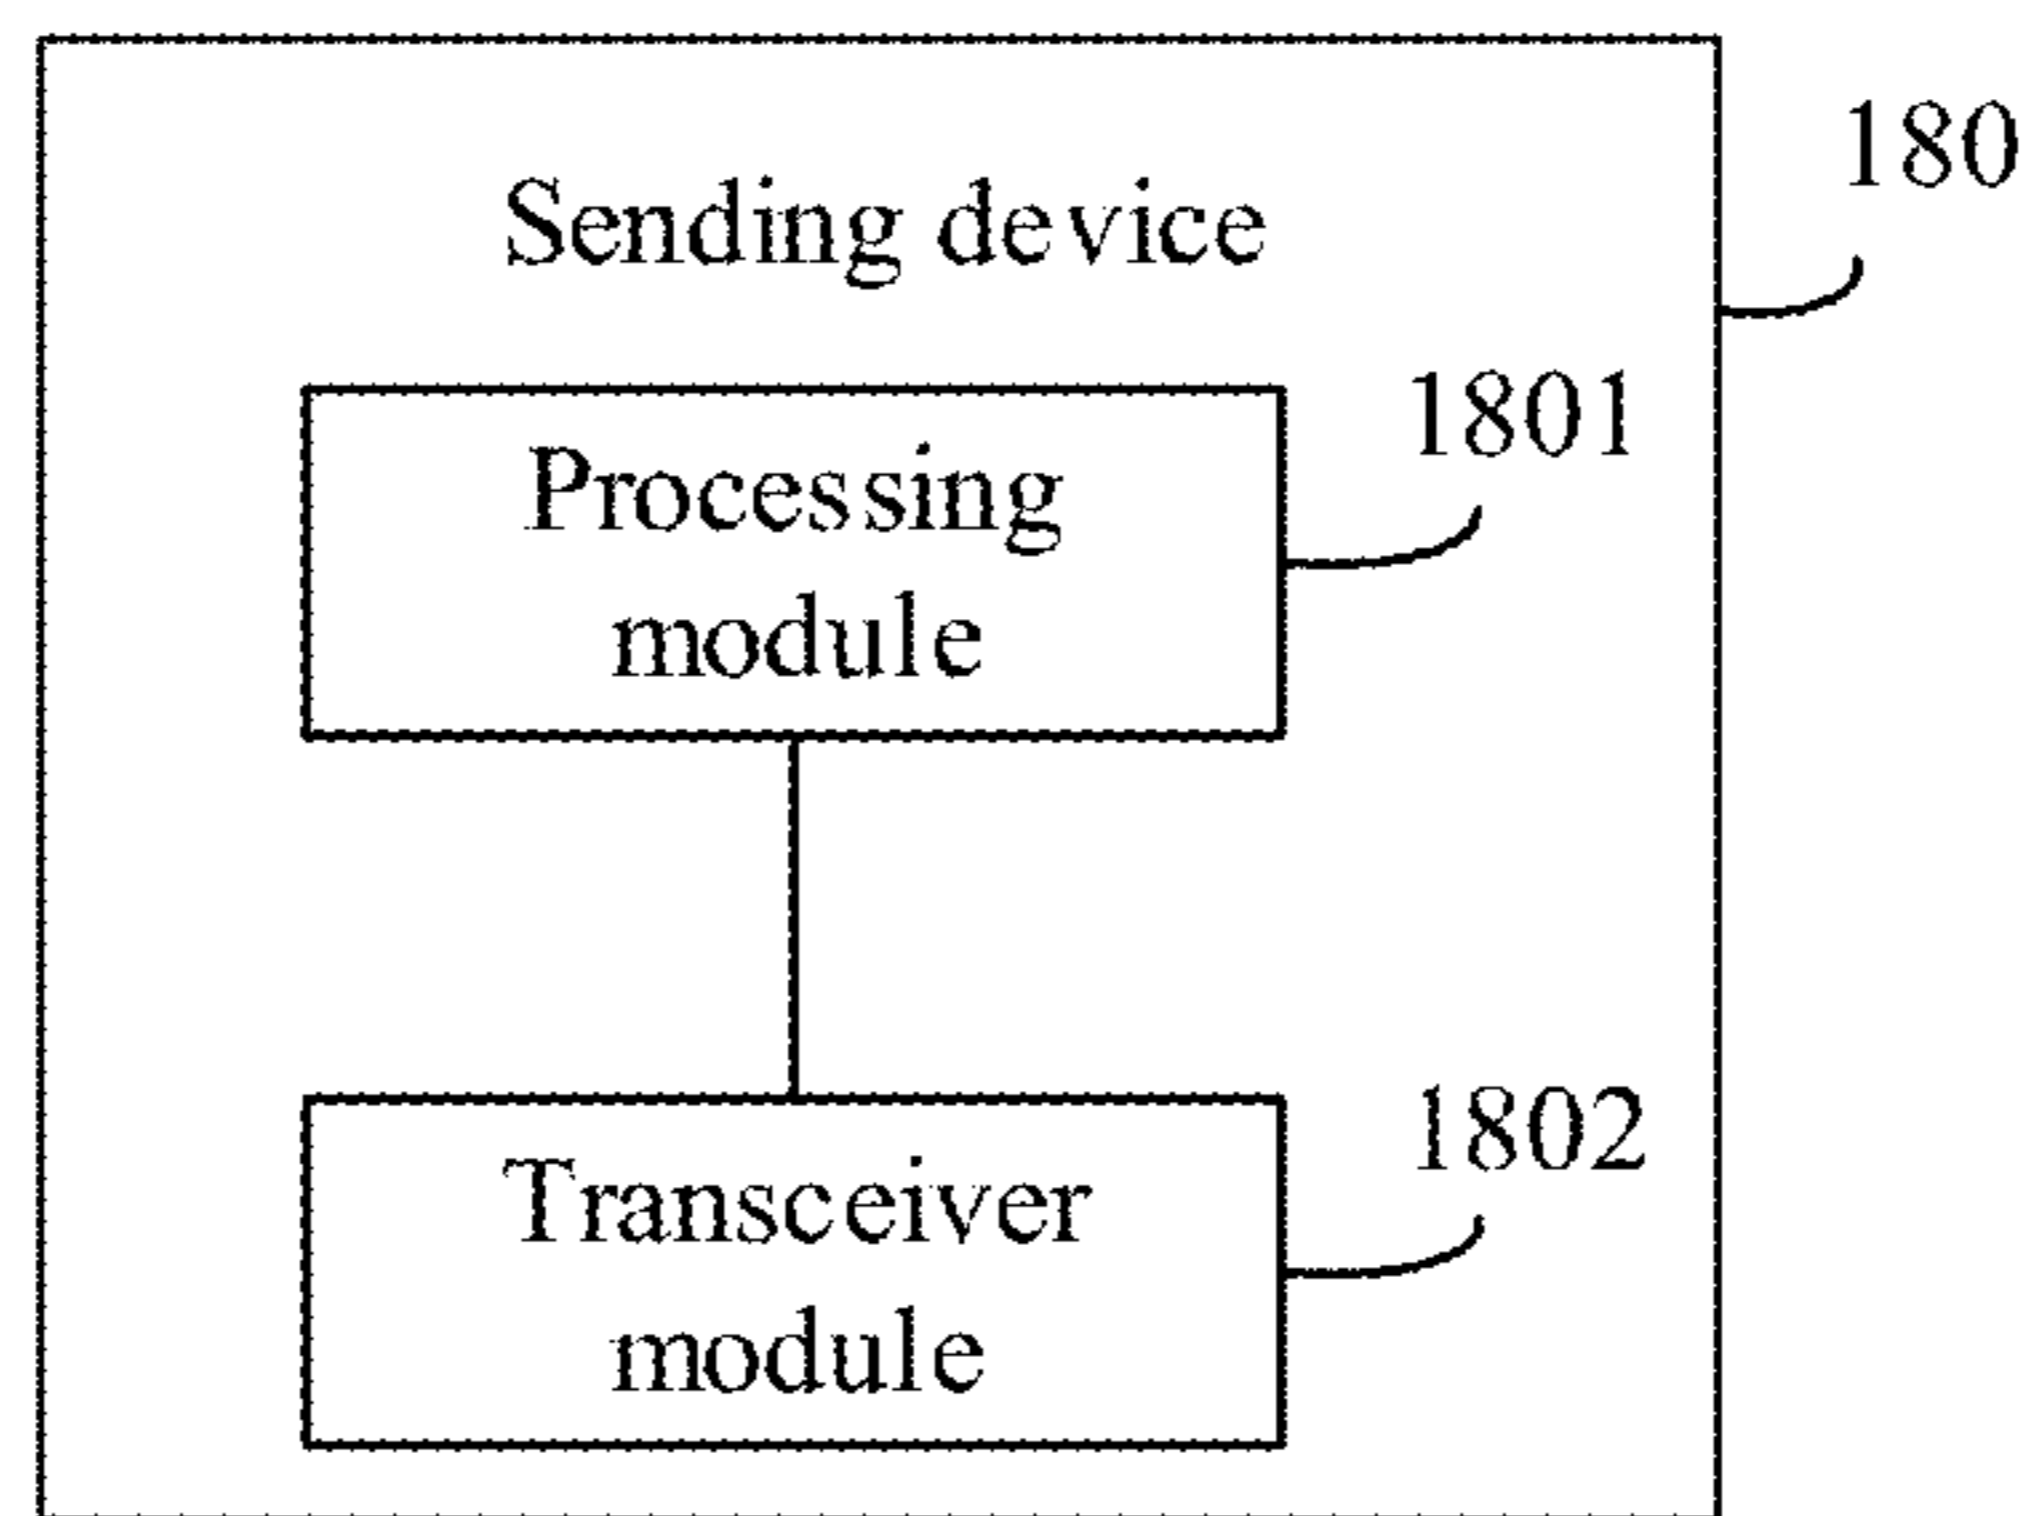 180
Sending device
1801
Processing
module
1802
Transceiver
module